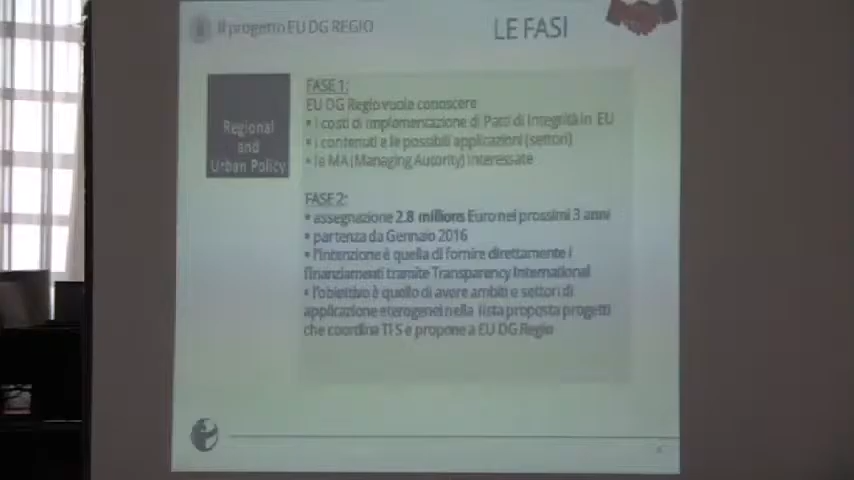 Il progetto EU DG REGIO
LE FASI
Regional
and
Urban Policy
FASE 1:
EU DG Regio vuole conoscere
• i costi di implementazione di Patti di Integrità in EU
• i contenuti e le possibili applicazioni (settori)
• le MA (Managing Autority) interessate
FASE 2:
• assegnazione 2.8 millions Euro nei prossimi 3 anni
• partenza da Gennaio 2016
• l'intenzione è quella di fornire direttamente i
finanziamenti tramite Transparency International
• l'obiettivo è quello di avere ambiti e settori di
applicazione eterogenei nella lista proposta progetti
che coordina TI S e propone a EU DG Regio